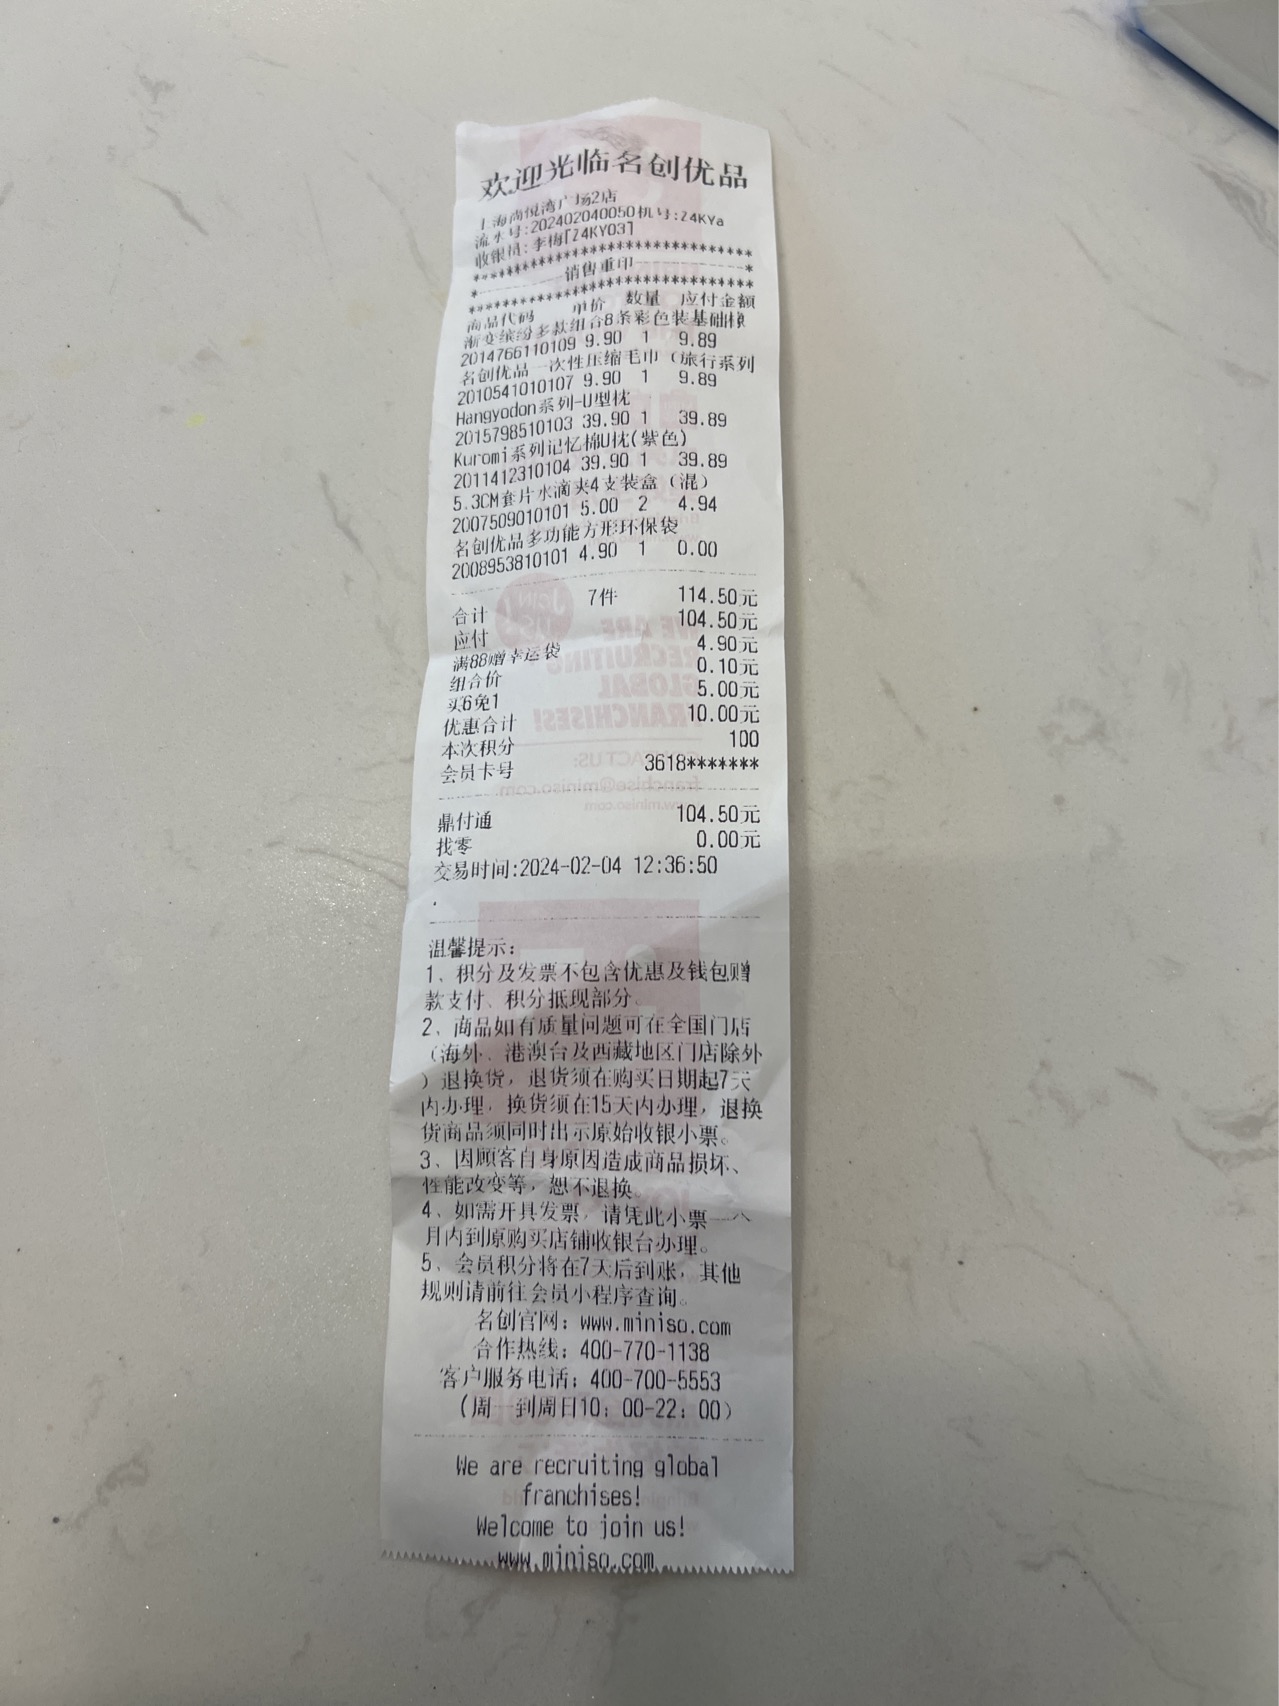 欢迎光临名创优品
上海尚悦湾广场2店
流水号:202402040050机号:Z4KYa
收银员:李梅[Z4KY03]
****************************
*--------销售重印----------*
****************************
商品代码 单价 数量 应付金额
渐变缤纷多款组合8条彩色装基础橡
2014766110109 9.90 1 9.89
名创优品一次性压缩毛巾（旅行系列
2010541010107 9.90 1 9.89
Hangyodon系列-U型枕
2015798510103 39.90 1 39.89
Kuromi系列记忆棉U枕(紫色)
2011412310104 39.90 1 39.89
5.3CM套片水滴夹4支装盒（混）
2007509010101 5.00 2 4.94
名创优品多功能方形环保袋
2008953810101 4.90 1 0.00
合计 7件 114.50元
应付 104.50元
满88赠幸运袋 4.90元
组合价 0.10元
买6免1 5.00元
优惠合计 10.00元
本次积分 100
会员卡号 3618*******
鼎付通 104.50元
找零 0.00元
交易时间:2024-02-04 12:36:50
.
温馨提示:
1、积分及发票不包含优惠及钱包赠
款支付、积分抵现部分。
2、商品如有质量问题可在全国门店
（海外、港澳台及西藏地区门店除外
）退换货，退货须在购买日期起7天
内办理，换货须在15天内办理，退换
货商品须同时出示原始收银小票。
3、因顾客自身原因造成商品损坏、
性能改变等，恕不退换。
4、如需开具发票，请凭此小票一个
月内到原购买店铺收银台办理。
5、会员积分将在7天后到账，其他
规则请前往会员小程序查询。
名创官网：www.miniso.com
合作热线：400-770-1138
客户服务电话：400-700-5553
（周一到周日10：00-22：00）
We are recruiting global
franchises!
Welcome to join us!
www.miniso.com